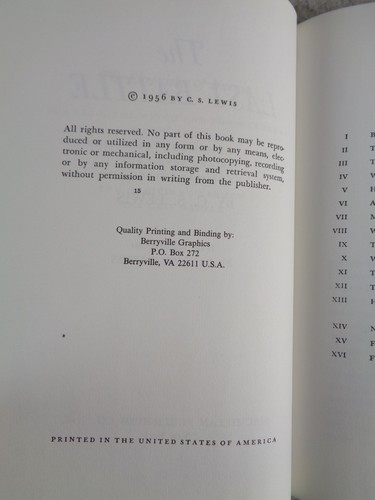 © 1956 BY C. S. LEWIS
All rights reserved. No part of this book may be repro-
duced or utilized in any form or by any means, elec-
tronic or mechanical, including photocopying, recording
or by any information storage and retrieval system,
without permission in writing from the publisher.
15
Quality Printing and Binding by:
Berryville Graphics
P.O. Box 272
Berryville, VA 22611 U.S.A.
PRINTED IN THE UNITED STATES OF AMERICA
I
II
III
IV
V
VI
VII
VIII
IX
X
XI
XII
XIII
XIV
XV
XVI